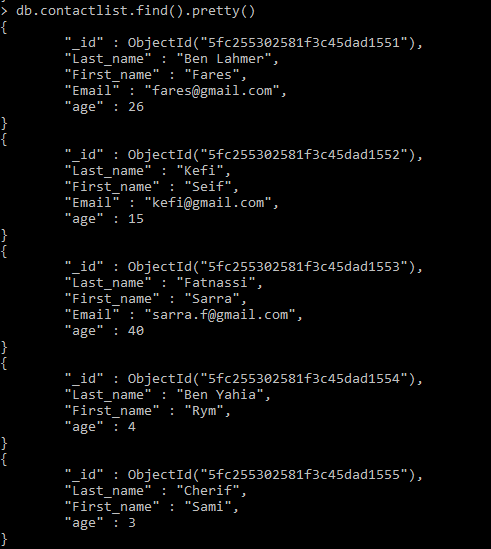 > db.contactlist.find().pretty()
{
        "_id" : ObjectId("5fc255302581f3c45dad1551"),
        "Last_name" : "Ben Lahmer",
        "First_name" : "Fares",
        "Email" : "fares@gmail.com",
        "age" : 26
}
{
        "_id" : ObjectId("5fc255302581f3c45dad1552"),
        "Last_name" : "Kefi",
        "First_name" : "Seif",
        "Email" : "kefi@gmail.com",
        "age" : 15
}
{
        "_id" : ObjectId("5fc255302581f3c45dad1553"),
        "Last_name" : "Fatnassi",
        "First_name" : "Sarra",
        "Email" : "sarra.f@gmail.com",
        "age" : 40
}
{
        "_id" : ObjectId("5fc255302581f3c45dad1554"),
        "Last_name" : "Ben Yahia",
        "First_name" : "Rym",
        "age" : 4
}
{
        "_id" : ObjectId("5fc255302581f3c45dad1555"),
        "Last_name" : "Cherif",
        "First_name" : "Sami",
        "age" : 3
}